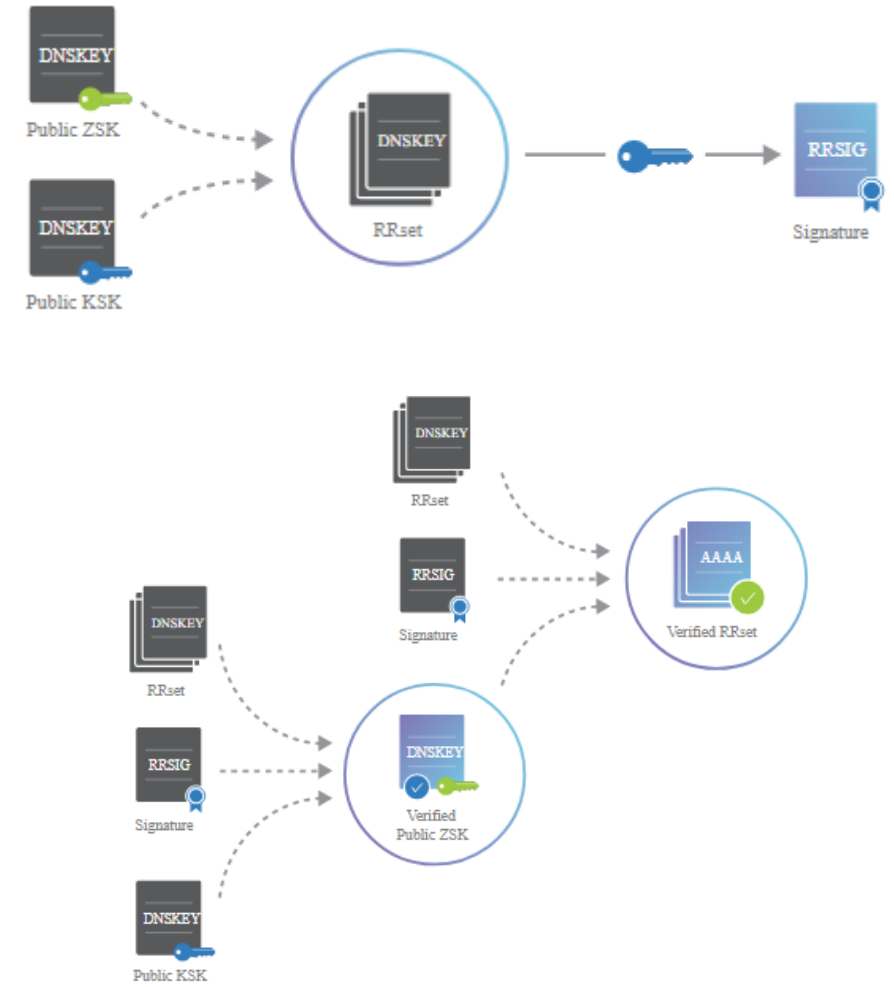 DNSKEY
Public ZSK
DNSKEY
Public KSK
DNSKEY
RRset
RRSIG
Signature
DNSKEY
RRset
RRSIG
Signature
AAAA
Verified RRset
DNSKEY
RRset
RRSIG
Signature
DNSKEY
Public KSK
DNSKEY
Verified
Public ZSK